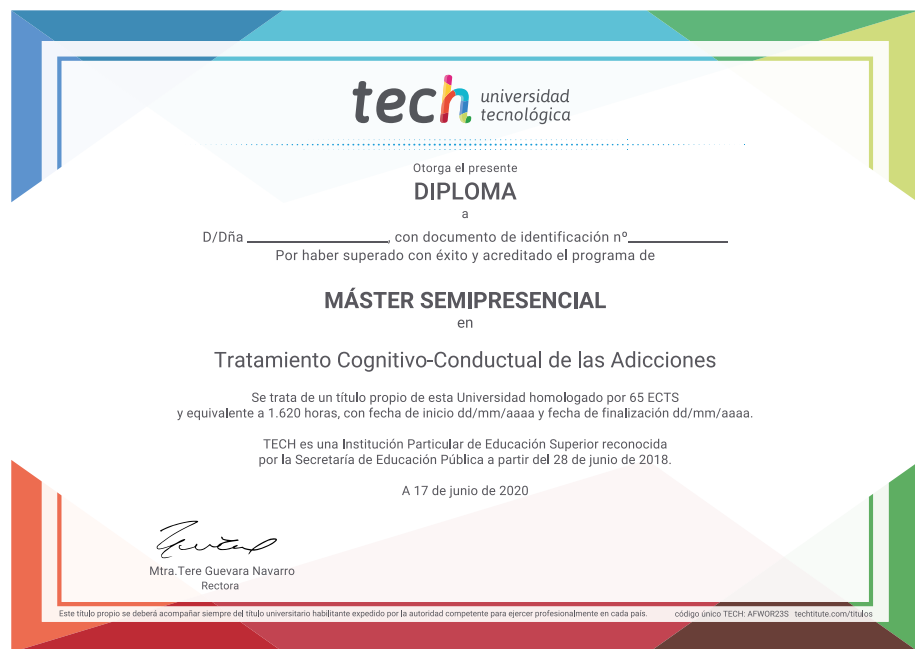 tech universidad
tecnológica
Otorga el presente
DIPLOMA
a
D/Dña ________________, con documento de identificación nº____________
Por haber superado con éxito y acreditado el programa de
MÁSTER SEMIPRESENCIAL
en
Tratamiento Cognitivo-Conductual de las Adicciones
Se trata de un título propio de esta Universidad homologado por 65 ECTS
y equivalente a 1.620 horas, con fecha de inicio dd/mm/aaaa y fecha de finalización dd/mm/aaaa.
TECH es una Institución Particular de Educación Superior reconocida
por la Secretaría de Educación Pública a partir del 28 de junio de 2018.
A 17 de junio de 2020
Mtra.Tere Guevara Navarro
Rectora
Este título propio se deberá acompañar siempre del título universitario habilitante expedido por la autoridad competente para ejercer profesionalmente en cada país. código único TECH: AFWOR23S techtitute.com/titulos